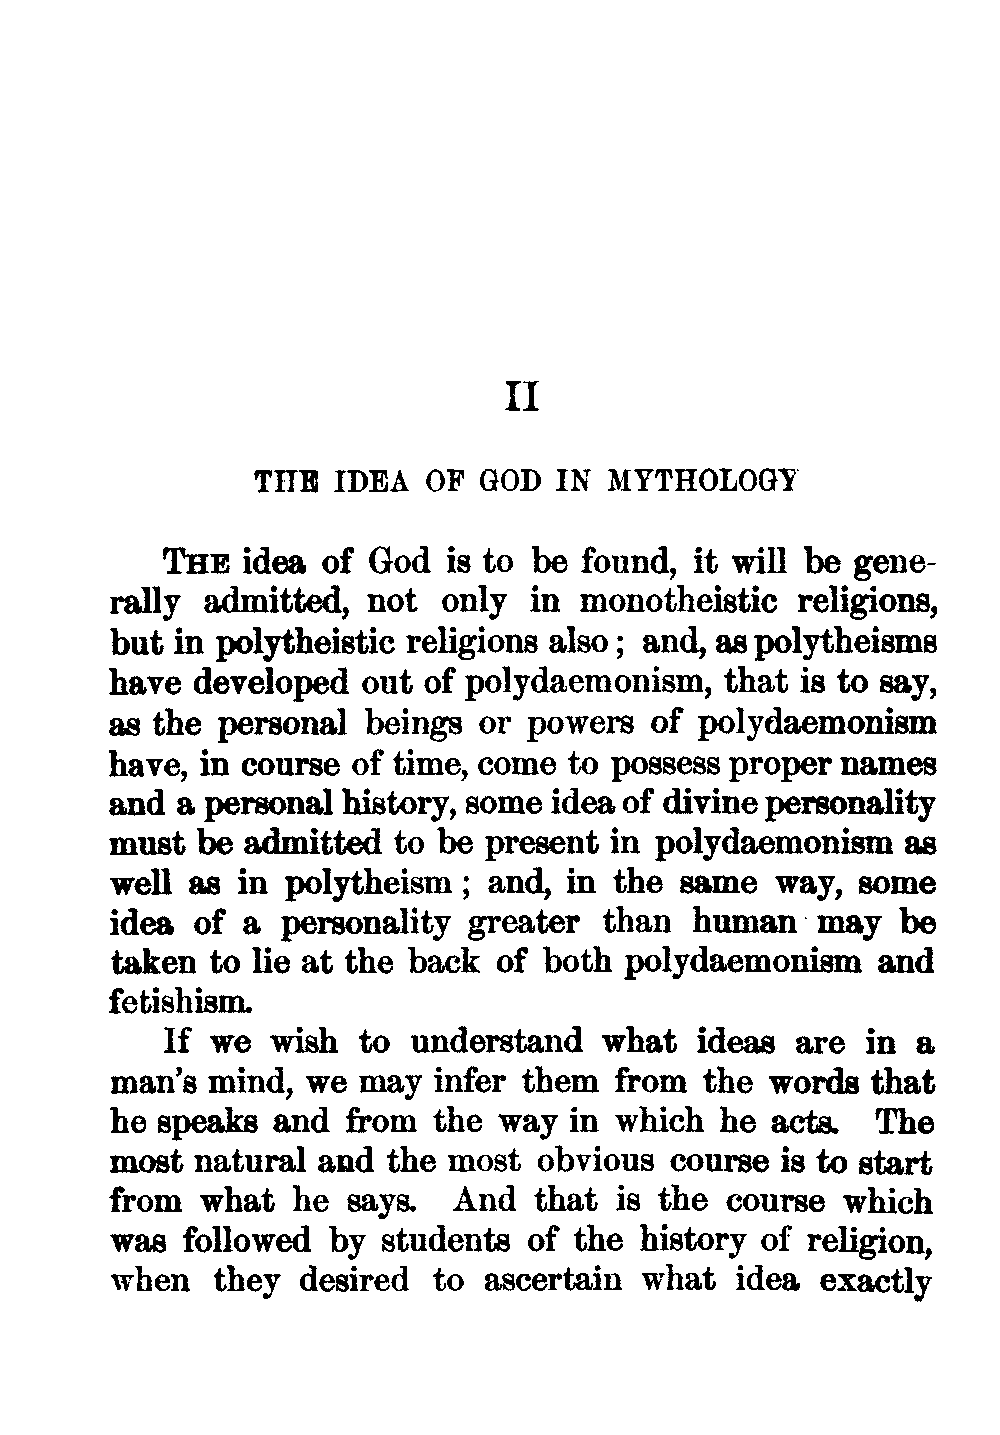 II
THE IDEA OF GOD IN MYTHOLOGY
THE idea of God is to be found, it will be gene-
rally admitted, not only in monotheistic religions,
but in polytheistic religions also; and, as polytheisms
have developed out of polydaemonism, that is to say,
as the personal beings or powers of polydaemonism
have, in course of time, come to possess proper names
and a personal history, some idea of divine personality
must be admitted to be present in polydaemonism as
well as in polytheism; and, in the same way, some
idea of a personality greater than human may be
taken to lie at the back of both polydaemonism and
fetishism.
If we wish to understand what ideas are in a
man's mind, we may infer them from the words that
he speaks and from the way in which he acts. The
most natural and the most obvious course is to start
from what he says. And that is the course which
was followed by students of the history of religion,
when they desired to ascertain what idea exactly